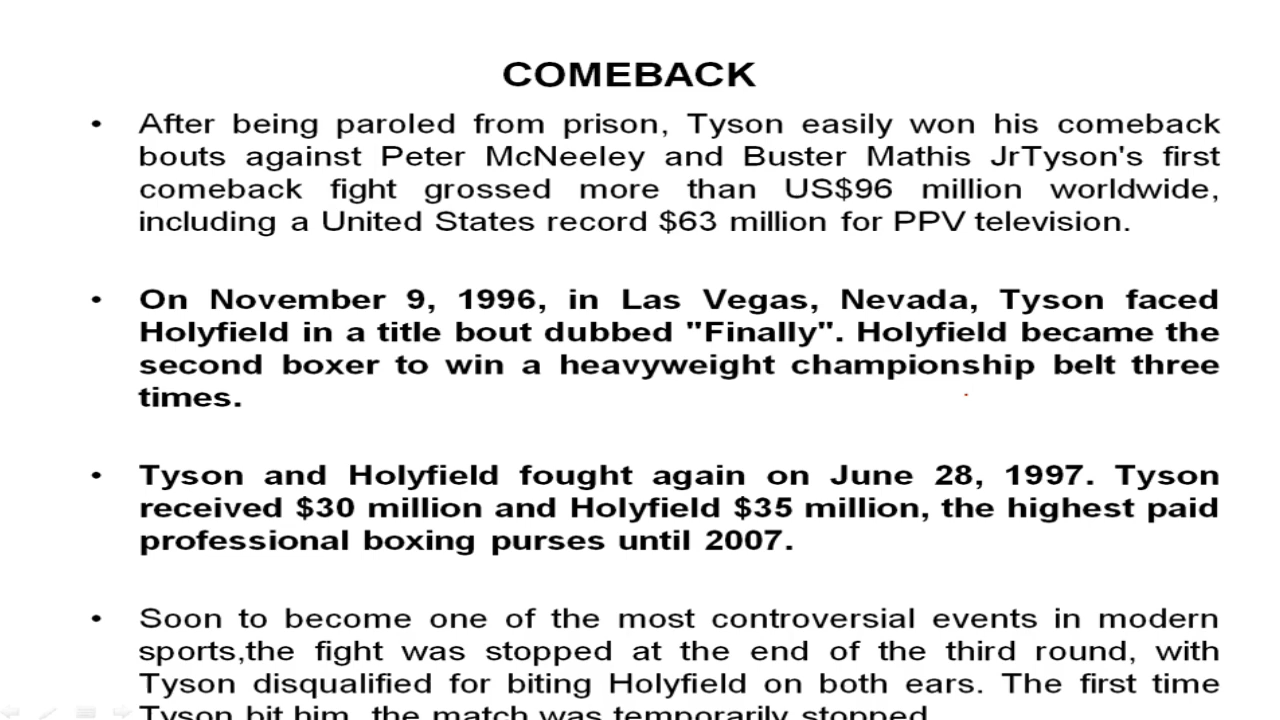 COMEBACK
• After being paroled from prison, Tyson easily won his comeback
bouts against Peter McNeeley and Buster Mathis JrTyson's first
comeback fight grossed more than US$96 million worldwide,
including a United States record $63 million for PPV television.
• On November 9, 1996, in Las Vegas, Nevada, Tyson faced
Holyfield in a title bout dubbed "Finally". Holyfield became the
second boxer to win a heavyweight championship belt three
times.
• Tyson and Holyfield fought again on June 28, 1997. Tyson
received $30 million and Holyfield $35 million, the highest paid
professional boxing purses until 2007.
• Soon to become one of the most controversial events in modern
sports,the fight was stopped at the end of the third round, with
Tyson disqualified for biting Holyfield on both ears. The first time
Tyson bit him, the match was temporarily stopped.